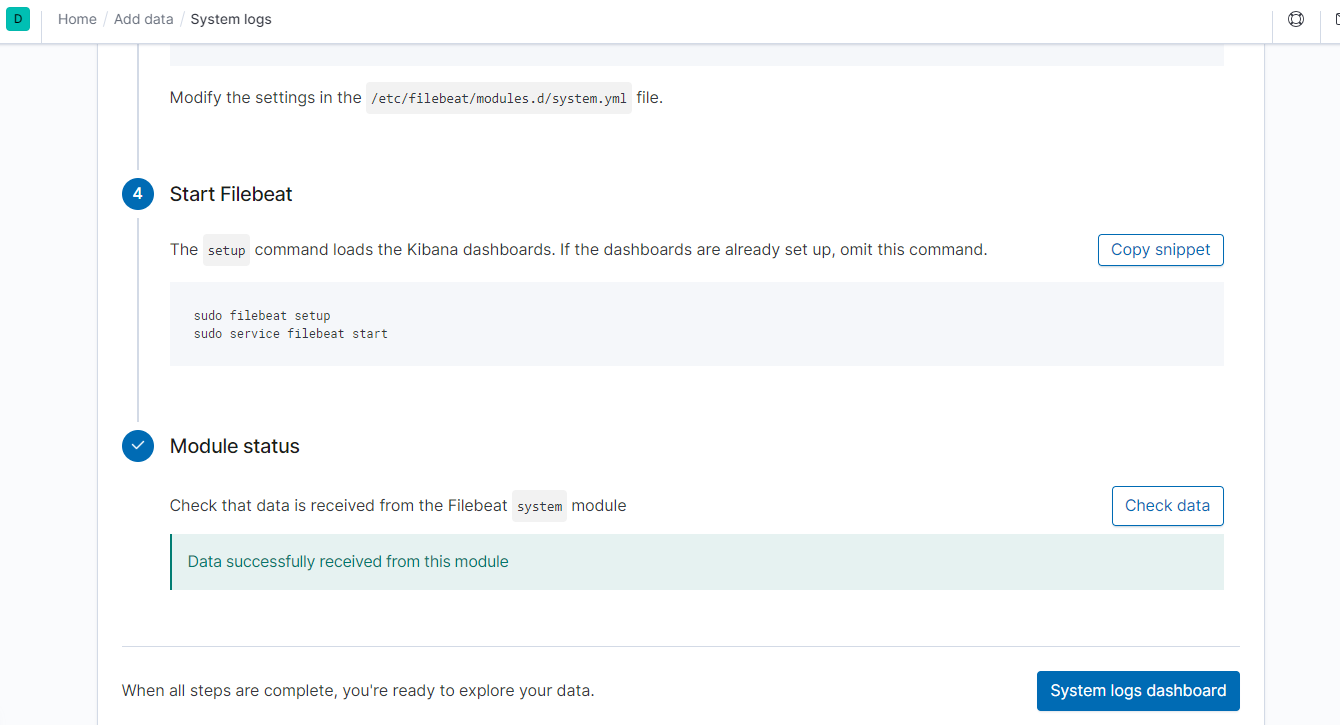 D Home / Add data / System logs
Modify the settings in the /etc/filebeat/modules.d/system.yml file.
4 Start Filebeat
The setup command loads the Kibana dashboards. If the dashboards are already set up, omit this command. Copy snippet
sudo filebeat setup
sudo service filebeat start
Module status
Check that data is received from the Filebeat system module Check data
Data successfully received from this module
When all steps are complete, you're ready to explore your data. System logs dashboard